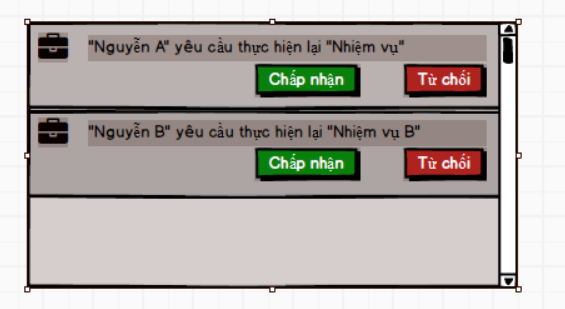 "Nguyễn A" yêu cầu thực hiện lại "Nhiệm vụ"
Chấp nhận Từ chối
"Nguyễn B" yêu cầu thực hiện lại "Nhiệm vụ B"
Chấp nhận Từ chối